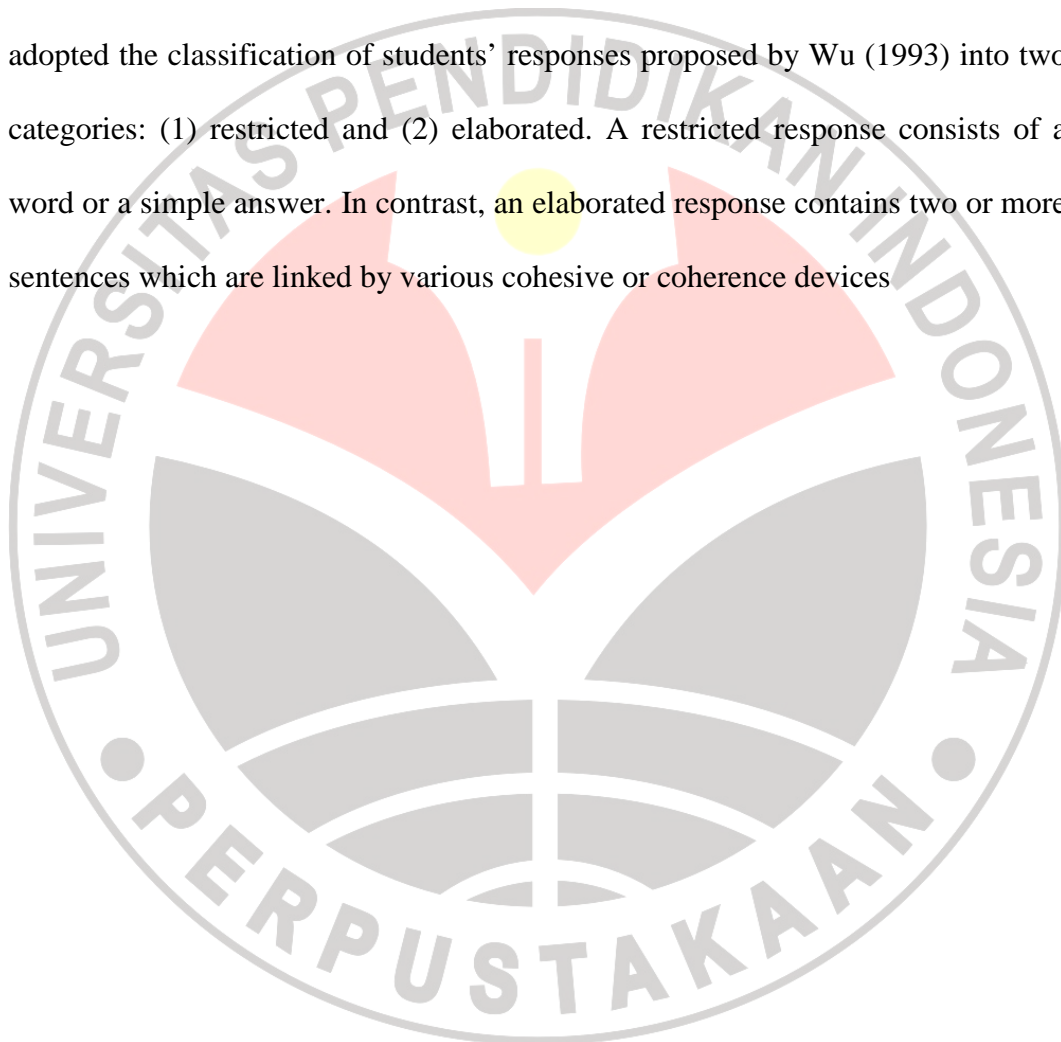 adopted the classification of students’ responses proposed by Wu (1993) into two
categories: (1) restricted and (2) elaborated. A restricted response consists of a
word or a simple answer. In contrast, an elaborated response contains two or more
sentences which are linked by various cohesive or coherence devices
UNIVERSITAS PENDIDIKAN INDONESIA
PERPUSTAKAAN